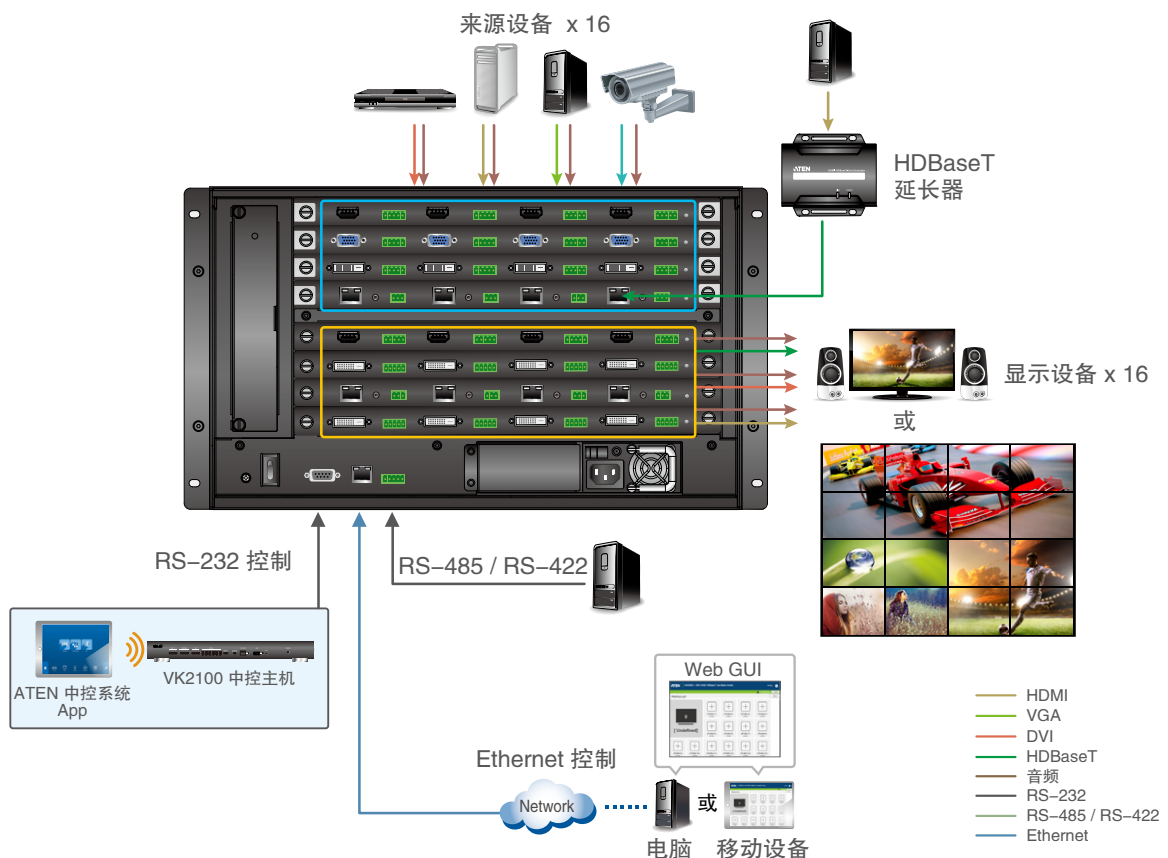 来源设备 x 16
ATEN
HDBaseT
延长器
显示设备 x 16
或
RS-232 控制
RS-485 / RS-422
ATEN 中控系统
App
VK2100 中控主机
Web GUI
[ Undefined ]
Ethernet 控制
Network
或
电脑
移动设备
HDMI
VGA
DVI
HDBaseT
音频
RS-232
RS-485 / RS-422
Ethernet